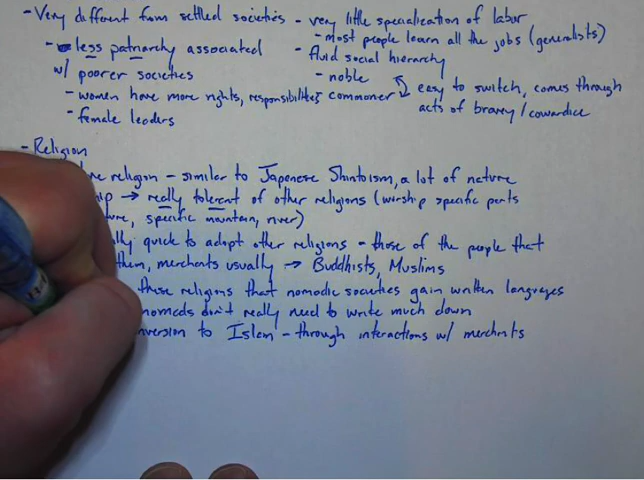 - Very different from settled societies
- less patriarchy associated
w/ poorer societies
- women have more rights, responsibilities
- female leaders
- very little specialization of labor
- most people learn all the jobs (generalists)
- fluid social hierarchy
- noble
- commoner
easy to switch, comes through
acts of bravery / cowardice
- Religion
religion - similar to Japanese Shintoism, a lot of nature
→ really tolerant of other religions (worship specific parts
specific mountain, river)
quick to adopt other religions - those of the people that
them, merchants usually → Buddhists, Muslims
these religions that nomadic societies gain written languages
nomads don't really need to write much down
to Islam - through interactions w/ merchants